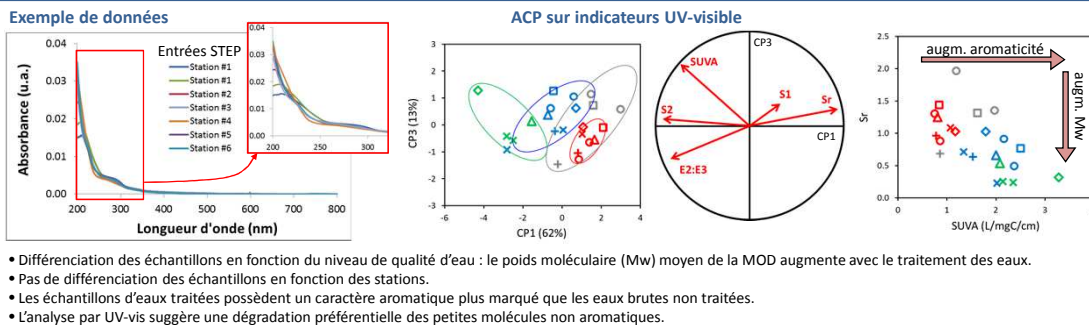 Exemple de données
ACP sur indicateurs UV-visible
0.04
0.03
0.02
0.01
0.00
Absorbance (u.a.)
200 300 400 500 600 700 800
Longueur d'onde (nm)
Entrées STEP
Station #1
Station #1
Station #2
Station #3
Station #4
Station #5
Station #6
0.04
0.03
0.02
0.01
0.00
200 300
3
2
1
0
-1
-2
-3
CP3 (13%)
-6 -4 -2 0 2 4
CP1 (62%)
CP3
SUVA
S1
Sr
S2
CP1
E2:E3
augm. aromaticité
augm. Mw
2.5
2.0
1.5
1.0
0.5
0.0
Sr
0 1 2 3
SUVA (L/mgC/cm)
• Différenciation des échantillons en fonction du niveau de qualité d'eau : le poids moléculaire (Mw) moyen de la MOD augmente avec le traitement des eaux.
• Pas de différenciation des échantillons en fonction des stations.
• Les échantillons d'eaux traitées possèdent un caractère aromatique plus marqué que les eaux brutes non traitées.
• L'analyse par UV-vis suggère une dégradation préférentielle des petites molécules non aromatiques.